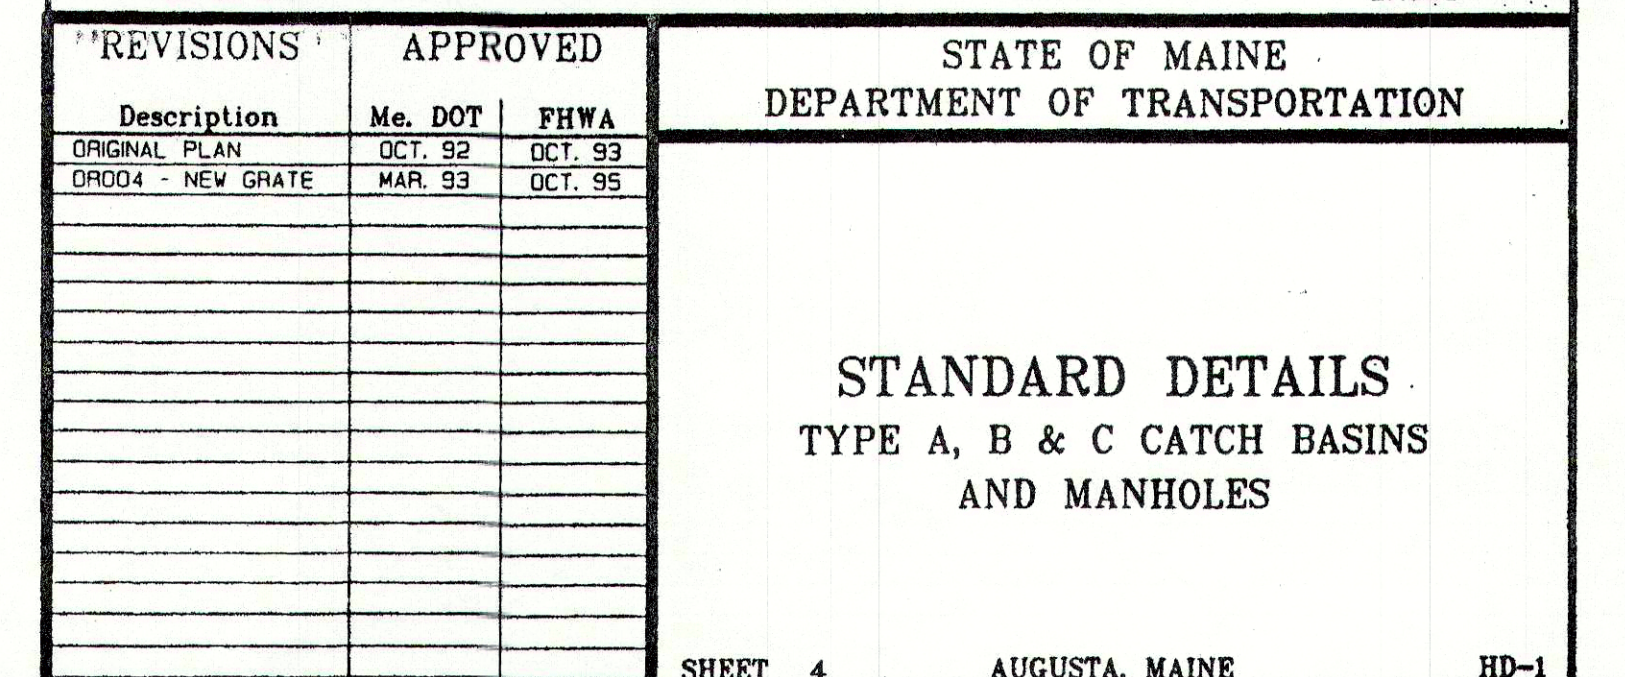 REVISIONS APPROVED
Description Me. DOT FHWA
ORIGINAL PLAN OCT. 92 OCT. 93
DR004 - NEW GRATE MAR. 93 OCT. 95
STATE OF MAINE
DEPARTMENT OF TRANSPORTATION
STANDARD DETAILS
TYPE A, B & C CATCH BASINS
AND MANHOLES
SHEET 4 AUGUSTA, MAINE HD-1